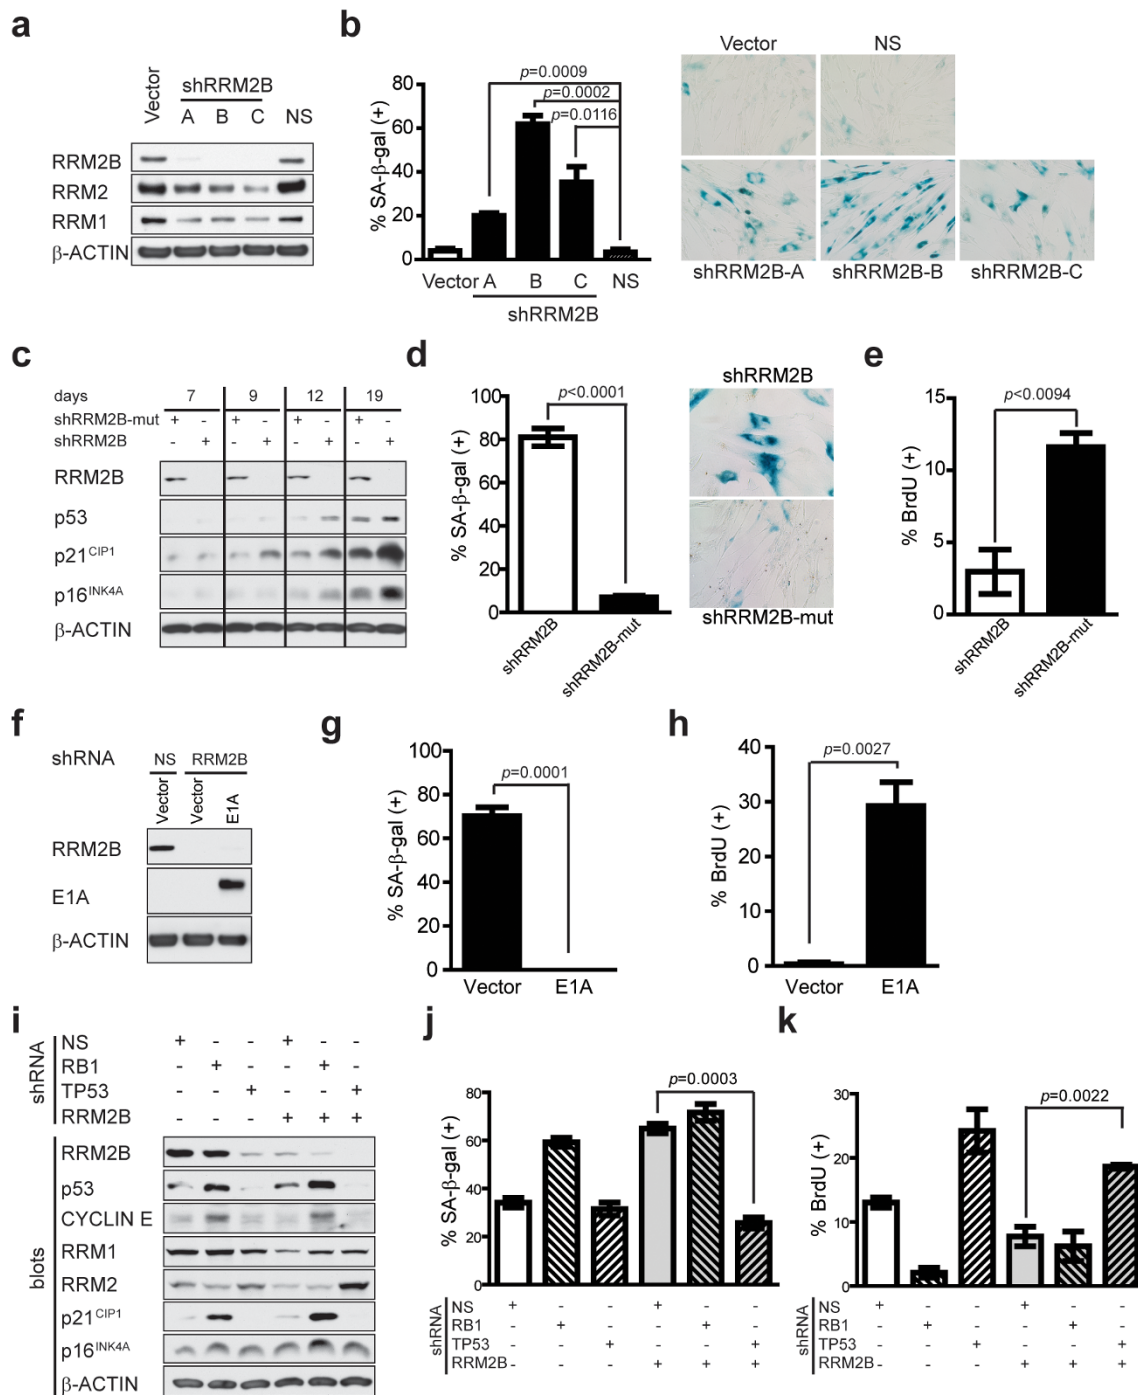 a
Vector
shRRM2B
A B C NS
RRM2B
RRM2
RRM1
β-ACTIN
b
% SA-β-gal (+)
80
60
40
20
0
p=0.0009
p=0.0002
p=0.0116
Vector A B C NS
shRRM2B
Vector NS
shRRM2B-A shRRM2B-B shRRM2B-C
c
days 7 9 12 19
shRRM2B-mut + - + - + - + -
shRRM2B - + - + - + - +
RRM2B
p53
p21CIP1
p16INK4A
β-ACTIN
d
% SA-β-gal (+)
100
80
60
40
20
0
p<0.0001
shRRM2B
shRRM2B-mut
shRRM2B
shRRM2B-mut
e
% BrdU (+)
15
10
5
0
p<0.0094
shRRM2B
shRRM2B-mut
f
shRNA NS RRM2B
Vector Vector E1A
RRM2B
E1A
β-ACTIN
g
% SA-β-gal (+)
100
80
60
40
20
0
p=0.0001
Vector E1A
h
% BrdU (+)
40
30
20
10
0
p=0.0027
Vector E1A
i
shRNA
NS + - - + - -
RB1 - + - - + -
TP53 - - + - - +
RRM2B - - - + + +
blots
RRM2B
p53
CYCLIN E
RRM1
RRM2
p21CIP1
p16INK4A
β-ACTIN
j
% SA-β-gal (+)
80
60
40
20
0
p=0.0003
shRNA
NS + - - + - -
RB1 - + - - + -
TP53 - - + - - +
RRM2B - - - + + +
k
% BrdU (+)
30
20
10
0
p=0.0022
shRNA
NS + - - + - -
RB1 - + - - + -
TP53 - - + - - +
RRM2B - - - + + +